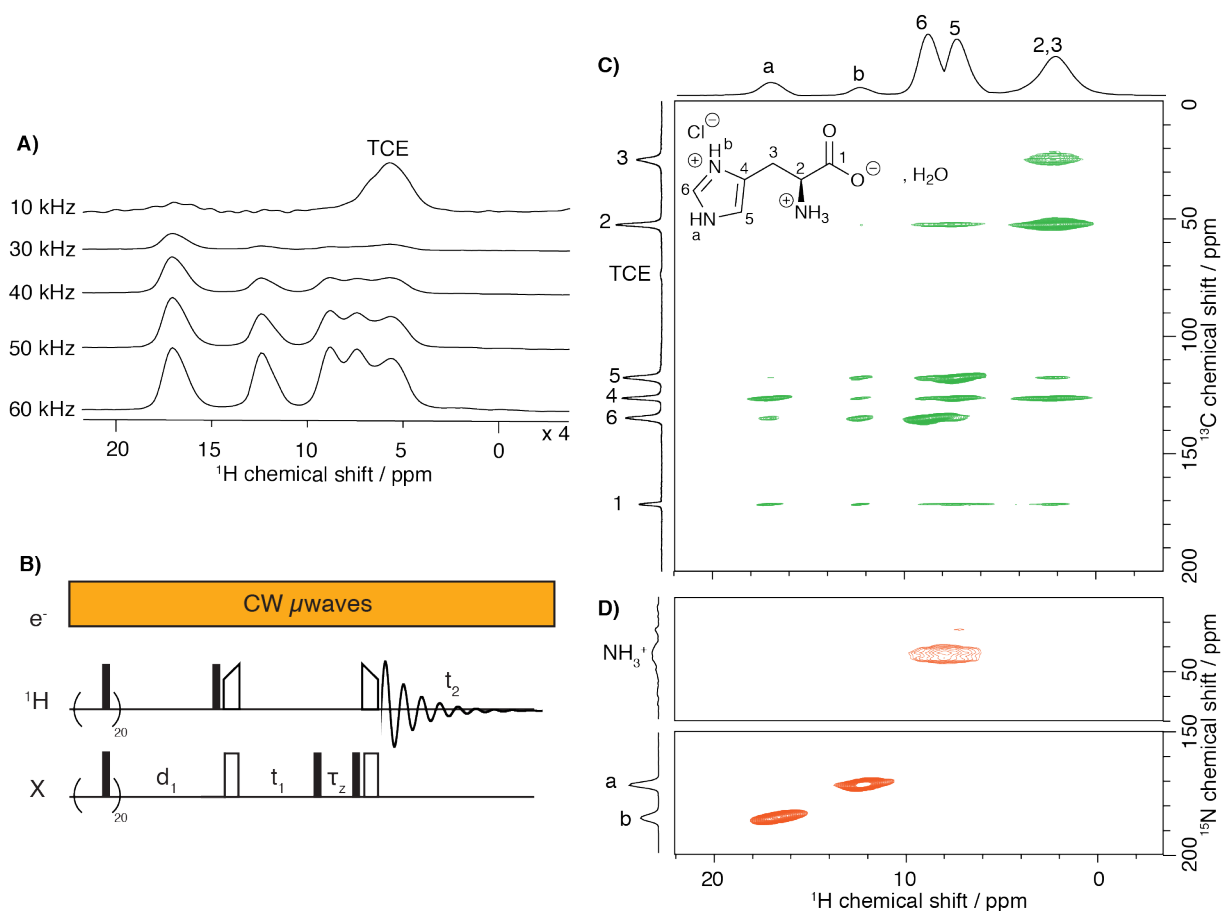 A)
TCE
10 kHz
30 kHz
40 kHz
50 kHz
60 kHz
x 4
20 15 10 5 0
¹H chemical shift / ppm
B)
e⁻
CW µwaves
¹H
( )₂₀
t₂
X
( )₂₀
d₁
t₁
τz
C)
a b 6 5 2,3
3
2
TCE
5
4
6
1
Cl⊖
H b
⊕ N
6
HN
a
5
4
3
2
⊕ NH₃
O
1
O ⊖
, H₂O
0
50
100
150
200
¹³C chemical shift / ppm
D)
NH₃⁺
50
50
150
a
b
200
¹⁵N chemical shift / ppm
20 10 0
¹H chemical shift / ppm